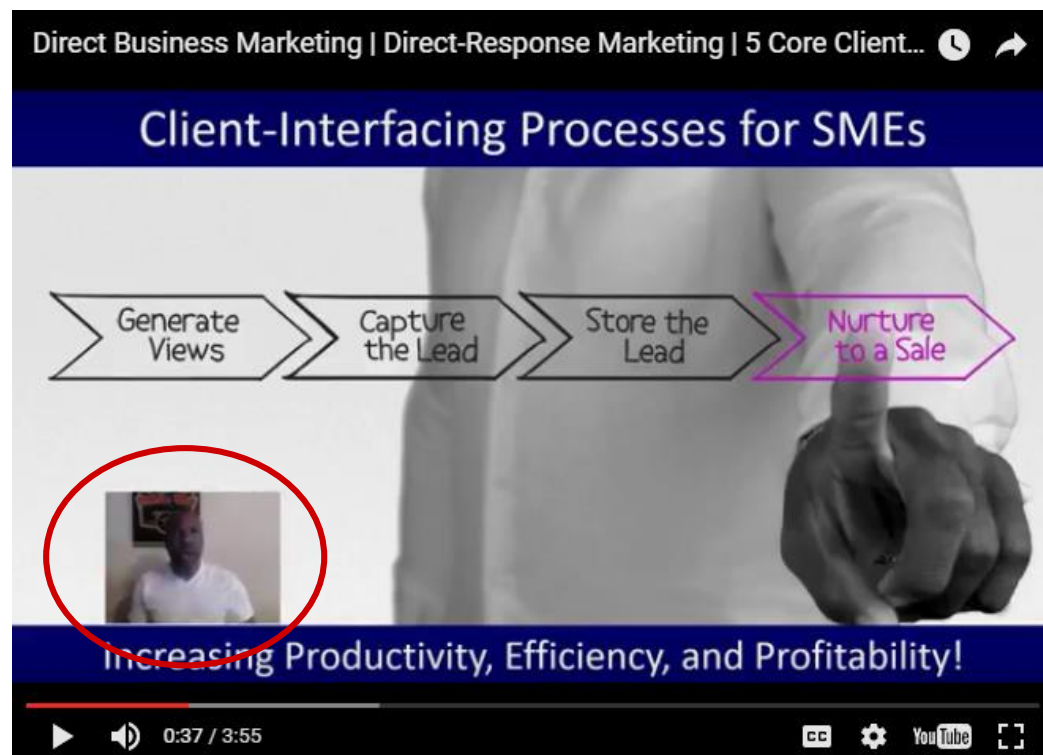 Direct Business Marketing | Direct-Response Marketing | 5 Core Client...
Client-Interfacing Processes for SMEs
Generate
Views
Capture
the Lead
Store the
Lead
Nurture
to a Sale
Increasing Productivity, Efficiency, and Profitability!
0:37 / 3:55
CC
YouTube